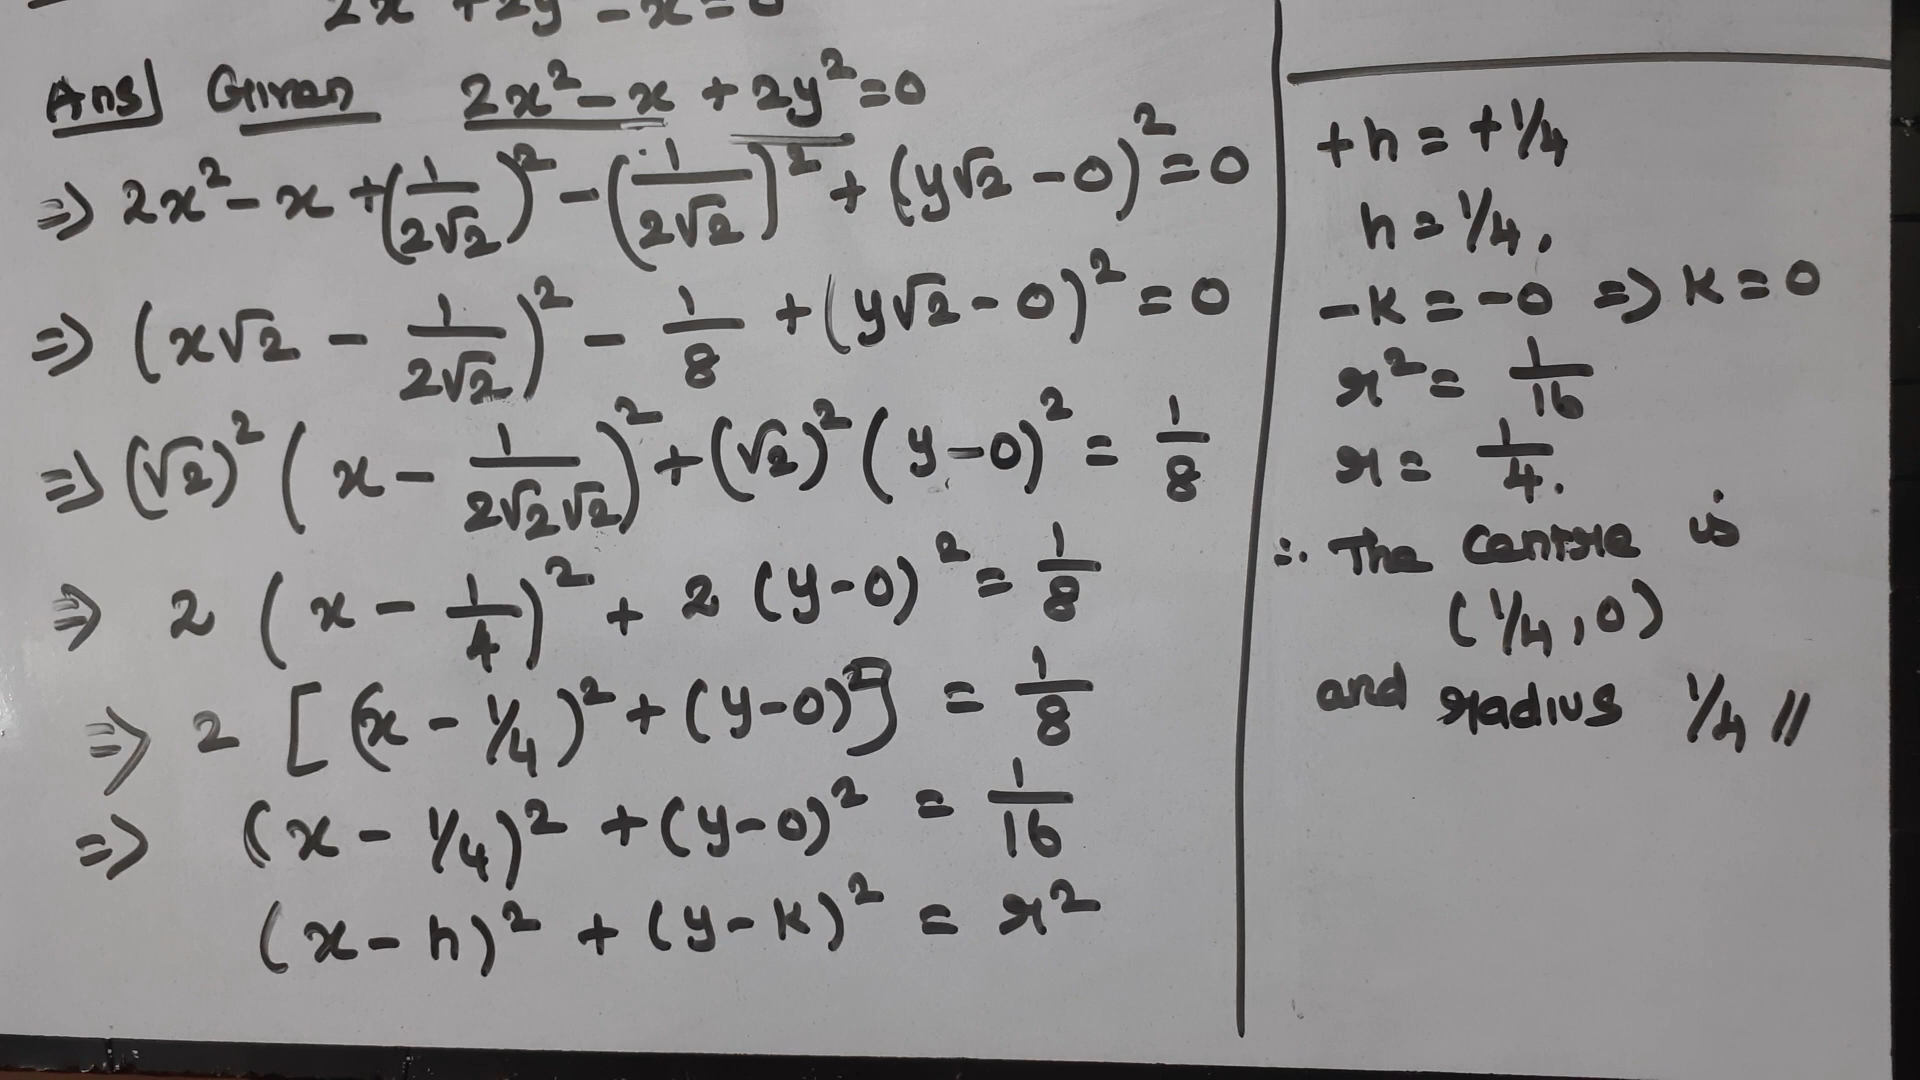 2x² + 2y² - x = 0
Ans] Given 2x² - x + 2y² = 0
⇒ 2x² - x + (1/2√2)² - (1/2√2)² + (y√2 - 0)² = 0
⇒ (x√2 - 1/2√2)² - 1/8 + (y√2 - 0)² = 0
⇒ (√2)² (x - 1/2√2√2)² + (√2)² (y - 0)² = 1/8
⇒ 2 (x - 1/4)² + 2 (y - 0)² = 1/8
⇒ 2 [(x - 1/4)² + (y - 0)²] = 1/8
⇒ (x - 1/4)² + (y - 0)² = 1/16
(x - h)² + (y - k)² = r²
+h = +1/4
h = 1/4.
-k = -0 ⇒ k = 0
r² = 1/16
r = 1/4.
∴ The centre is
(1/4, 0)
and radius 1/4 //